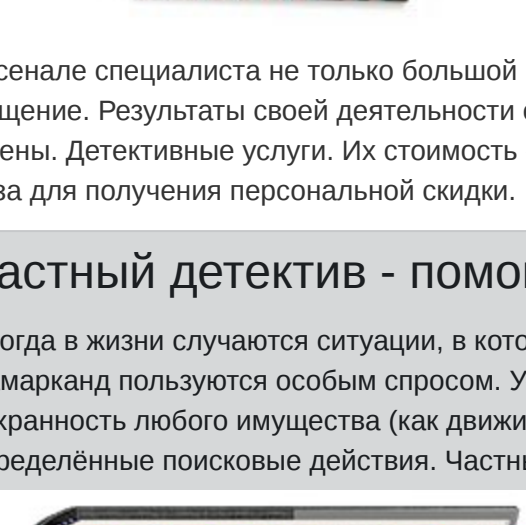 сенале специалиста не только большой
щение. Результаты своей деятельности
ены. Детективные услуги. Их стоимость
за для получения персональной скидки.
астный детектив - помо
огда в жизни случаются ситуации, в кото
марканд пользуются особым спросом. У
хранность любого имущества (как движи
ределённые поисковые действия. Частн